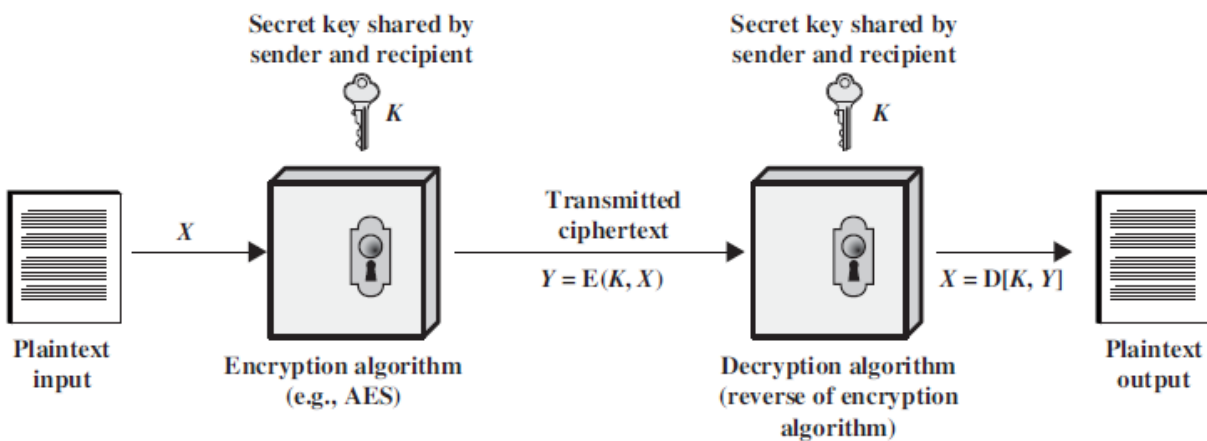 Secret key shared by
sender and recipient
K
Secret key shared by
sender and recipient
K
X
Transmitted
ciphertext
Y = E(K, X)
X = D[K, Y]
Plaintext
input
Encryption algorithm
(e.g., AES)
Decryption algorithm
(reverse of encryption
algorithm)
Plaintext
output